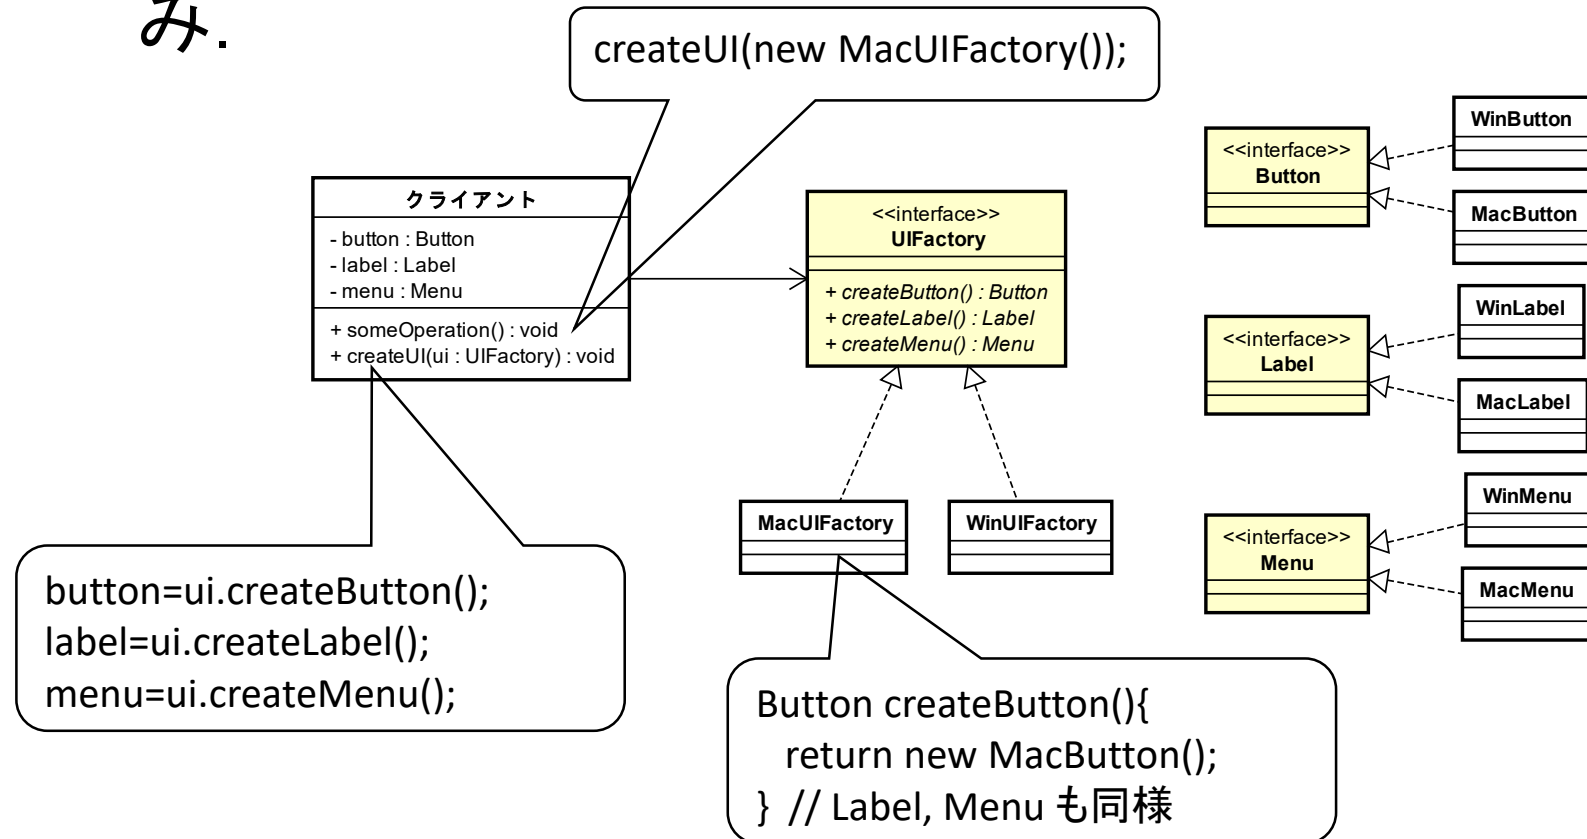 み.
createUI(new MacUIFactory());
クライアント
- button : Button
- label : Label
- menu : Menu
+ someOperation() : void
+ createUI(ui : UIFactory) : void
<<interface>>
UIFactory
+ createButton() : Button
+ createLabel() : Label
+ createMenu() : Menu
MacUIFactory
WinUIFactory
<<interface>>
Button
WinButton
MacButton
<<interface>>
Label
WinLabel
MacLabel
<<interface>>
Menu
WinMenu
MacMenu
button=ui.createButton();
label=ui.createLabel();
menu=ui.createMenu();
Button createButton(){
return new MacButton();
} // Label, Menu も同様